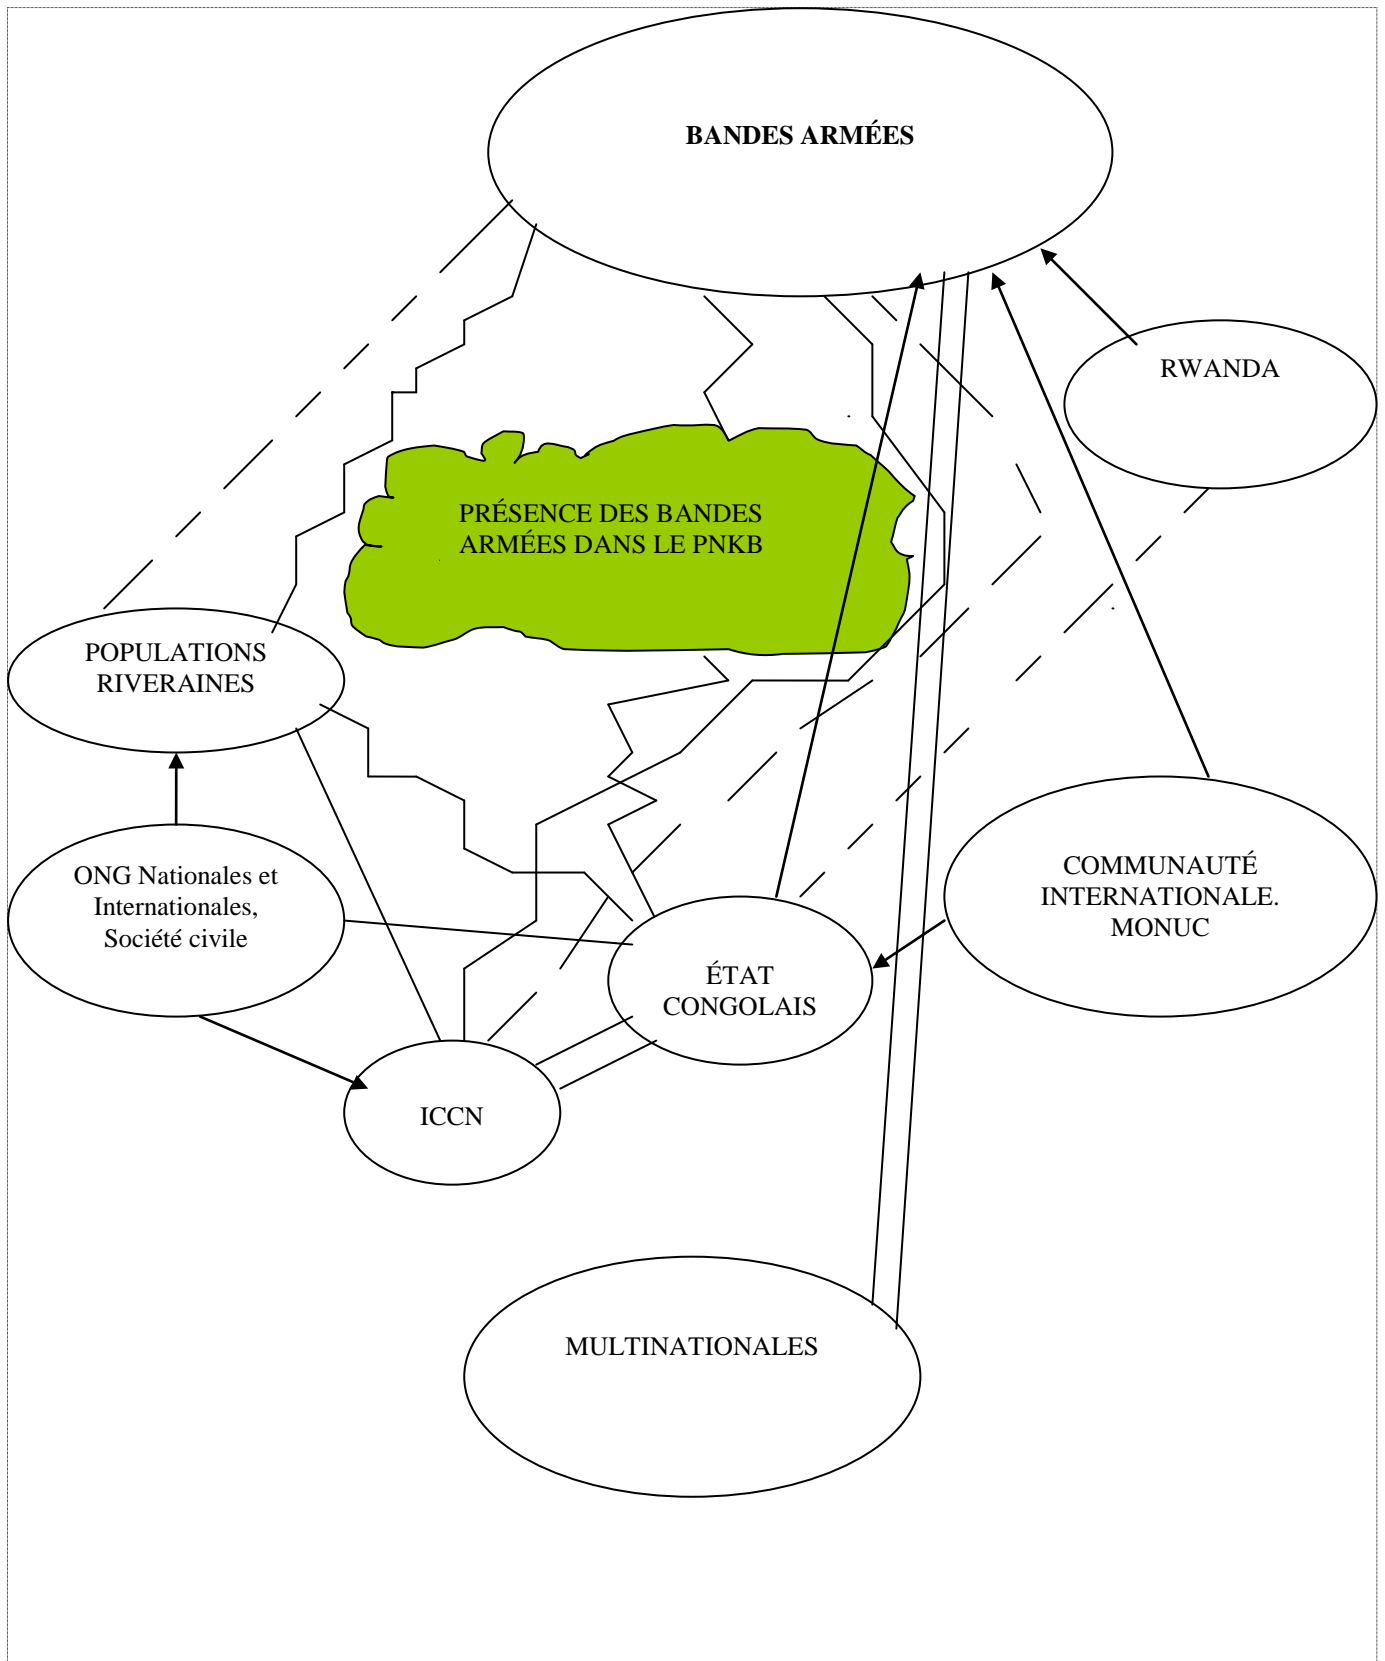 BANDES ARMÉES
RWANDA
PRÉSENCE DES BANDES
ARMÉES DANS LE PNKB
POPULATIONS
RIVERAINES
ONG Nationales et
Internationales,
Société civile
COMMUNAUTÉ
INTERNATIONALE.
MONUC
ÉTAT
CONGOLAIS
ICCN
MULTINATIONALES